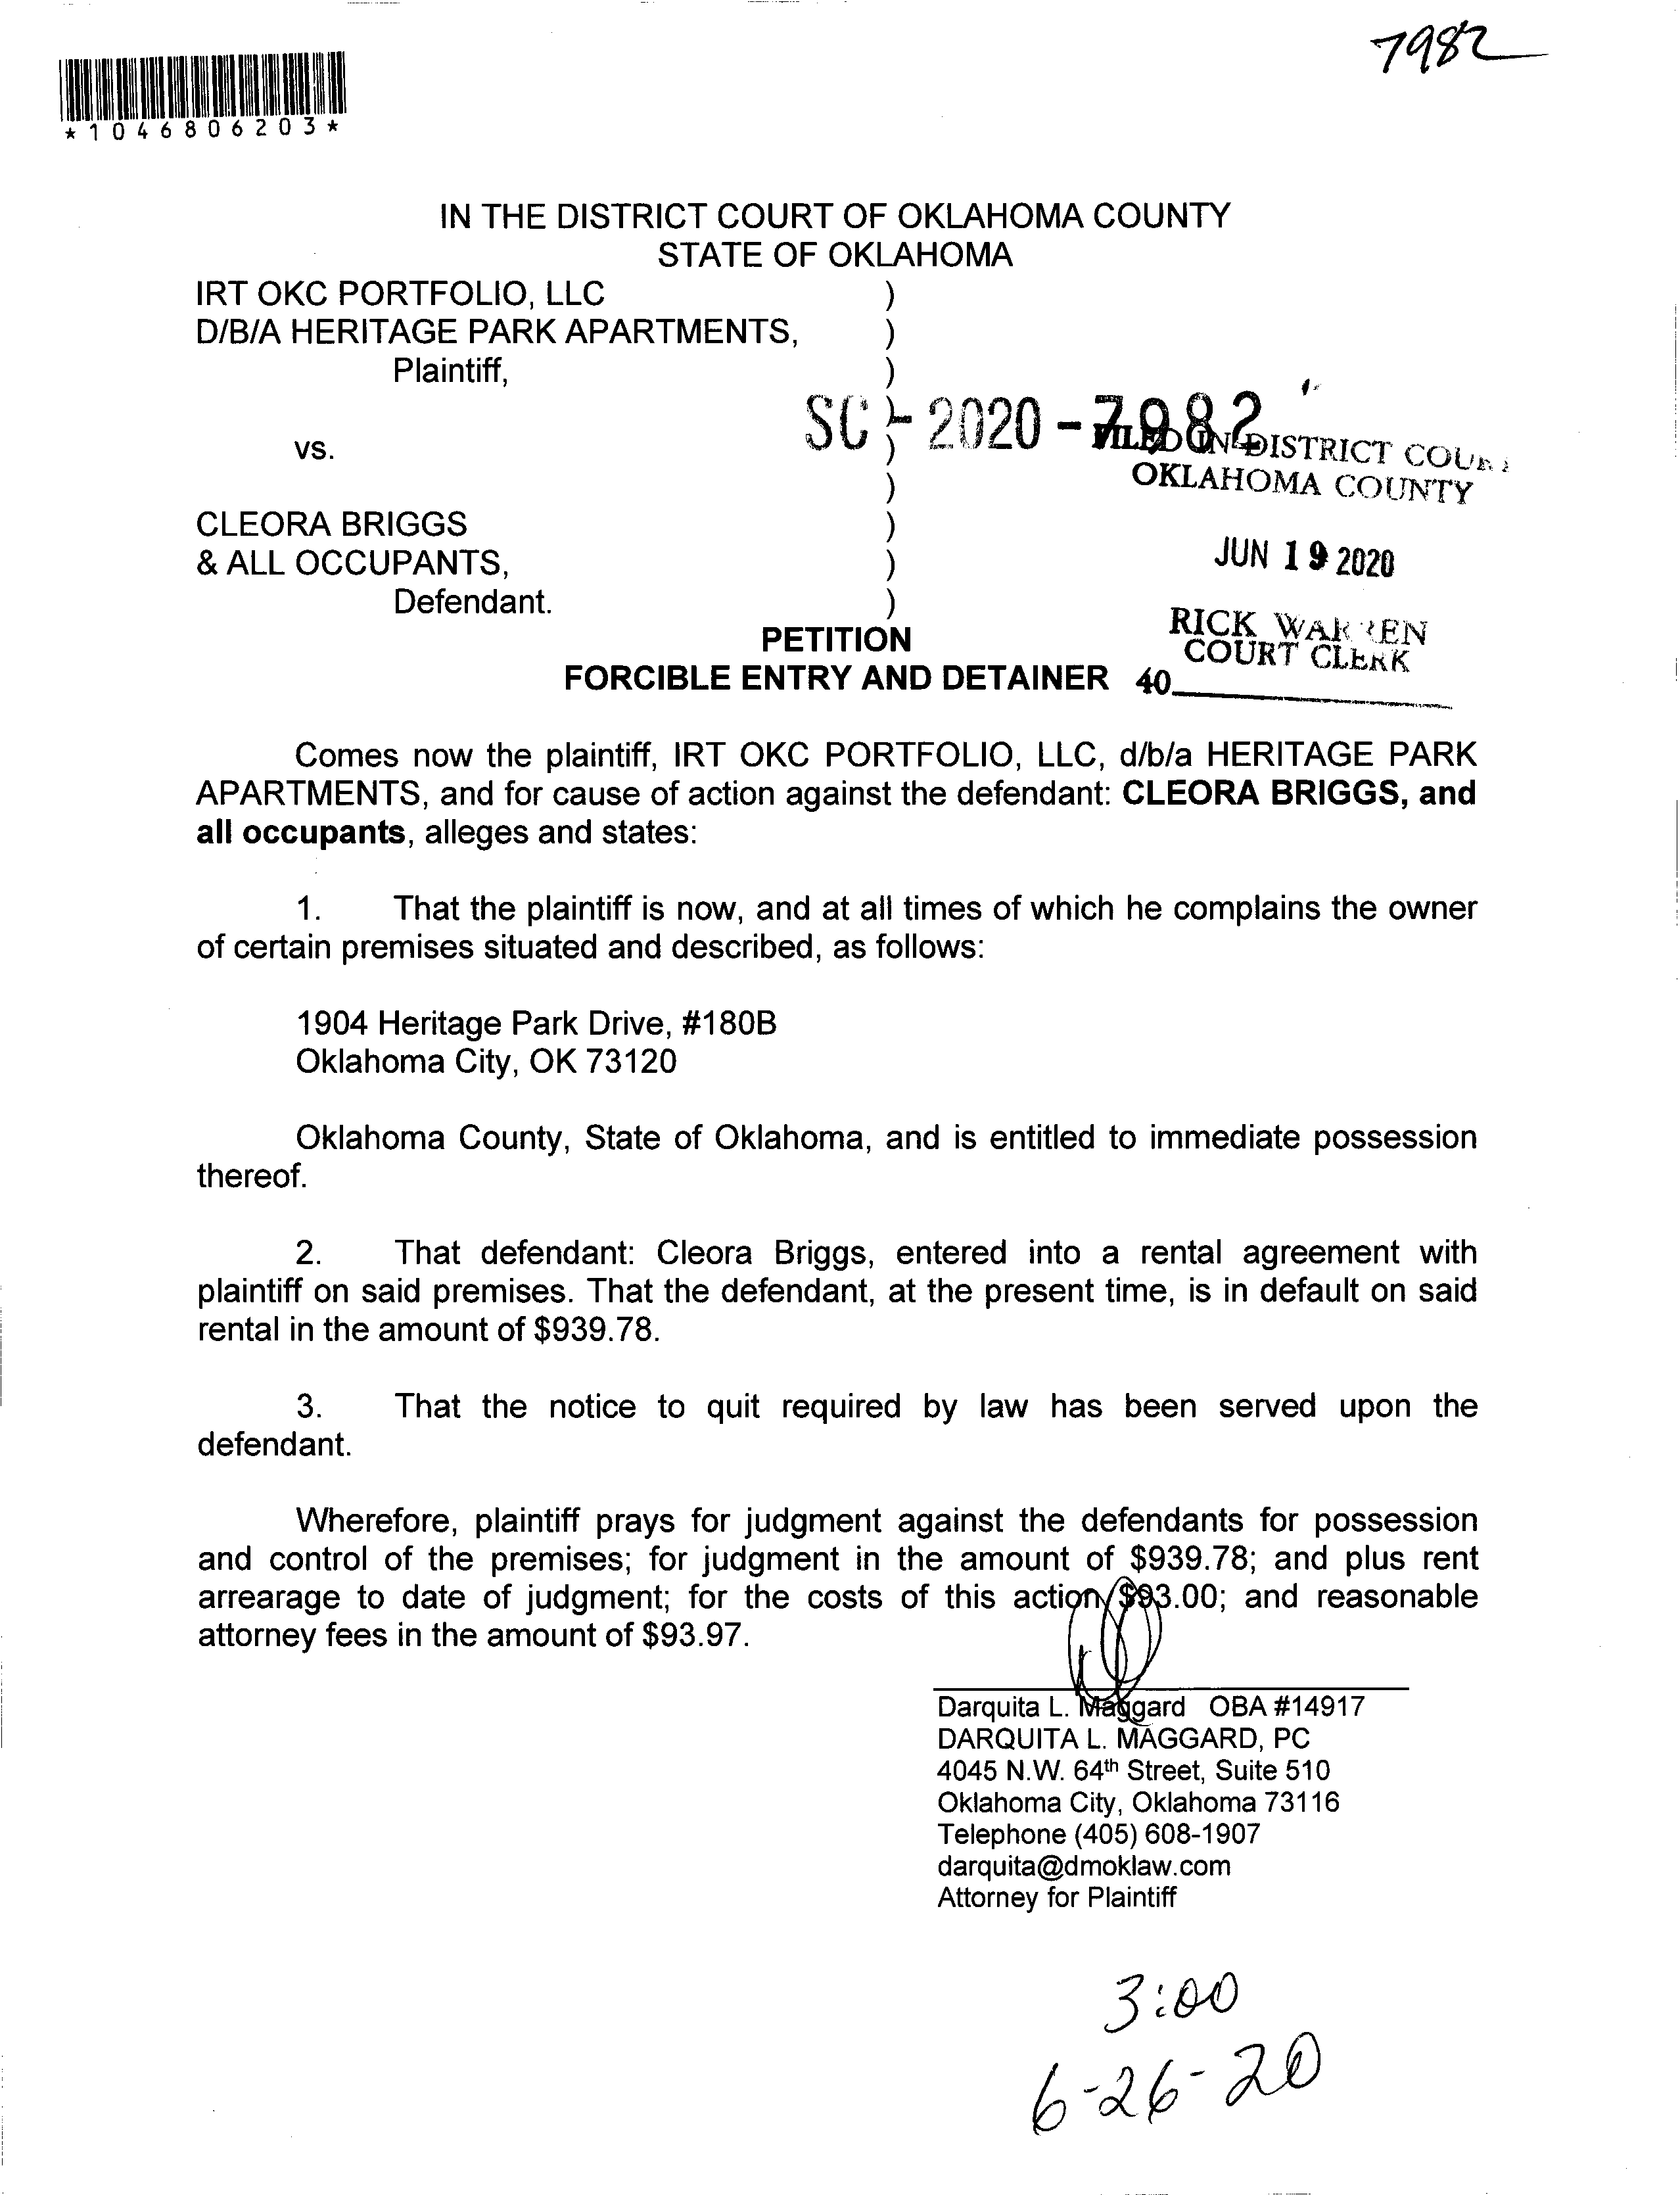 7982
*1046806203*
IN THE DISTRICT COURT OF OKLAHOMA COUNTY
STATE OF OKLAHOMA
IRT OKC PORTFOLIO, LLC )
D/B/A HERITAGE PARK APARTMENTS, )
Plaintiff, )
)
SC-2020-7982
vs. )
FILED IN DISTRICT COURT
OKLAHOMA COUNTY
)
CLEORA BRIGGS )
& ALL OCCUPANTS, )
JUN 19 2020
Defendant. )
RICK WARREN
COURT CLERK
40
PETITION
FORCIBLE ENTRY AND DETAINER
Comes now the plaintiff, IRT OKC PORTFOLIO, LLC, d/b/a HERITAGE PARK
APARTMENTS, and for cause of action against the defendant: CLEORA BRIGGS, and
all occupants, alleges and states:
1. That the plaintiff is now, and at all times of which he complains the owner
of certain premises situated and described, as follows:
1904 Heritage Park Drive, #180B
Oklahoma City, OK 73120
Oklahoma County, State of Oklahoma, and is entitled to immediate possession
thereof.
2. That defendant: Cleora Briggs, entered into a rental agreement with
plaintiff on said premises. That the defendant, at the present time, is in default on said
rental in the amount of $939.78.
3. That the notice to quit required by law has been served upon the
defendant.
Wherefore, plaintiff prays for judgment against the defendants for possession
and control of the premises; for judgment in the amount of $939.78; and plus rent
arrearage to date of judgment; for the costs of this action $93.00; and reasonable
attorney fees in the amount of $93.97.
Darquita L. Maggard OBA #14917
DARQUITA L. MAGGARD, PC
4045 N.W. 64th Street, Suite 510
Oklahoma City, Oklahoma 73116
Telephone (405) 608-1907
darquita@dmoklaw.com
Attorney for Plaintiff
3:00
6-26-20